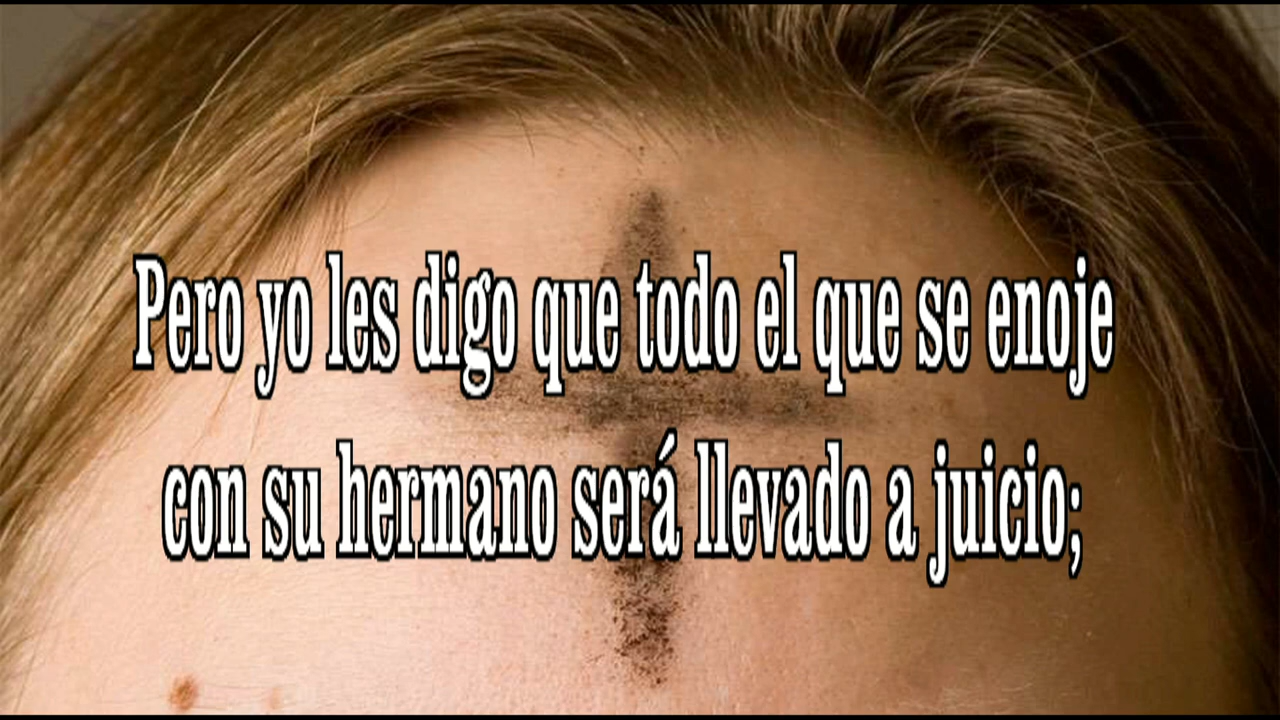 Pero yo les digo que todo el que se enoje
con su hermano será llevado a juicio;